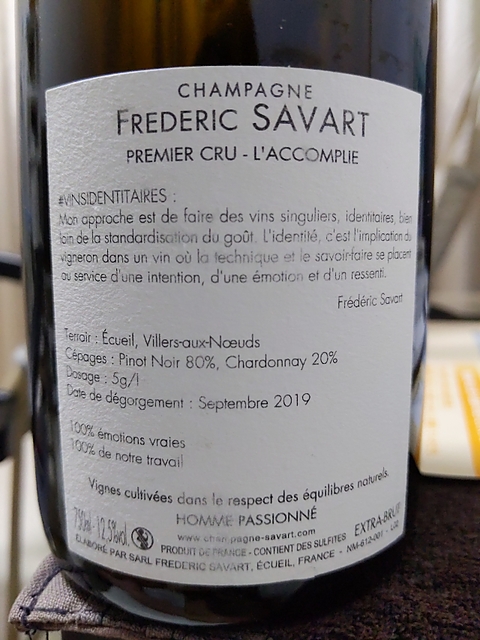 CHAMPAGNE
FREDERIC SAVART
PREMIER CRU - L'ACCOMPLIE
#VINSIDENTITAIRES :
Mon approche est de faire des vins singuliers, identitaires, bien
loin de la standardisation du goût. L'identité, c'est l'implication du
vigneron dans un vin où la technique et le savoir-faire se placent
au service d'une intention, d'une émotion et d'un ressenti.
Frédéric Savart
Terroir : Écueil, Villers-aux-Nœuds
Cépages : Pinot Noir 80%, Chardonnay 20%
Dosage : 5g/l
Date de dégorgement : Septembre 2019
100% émotions vraies
100% de notre travail
Vignes cultivées dans le respect des équilibres naturels.
HOMME PASSIONNÉ
www.champagne-savart.com
750ml - 12,5%vol. EXTRA-BRUT
PRODUIT DE FRANCE - CONTIENT DES SULFITES
ELABORÉ PAR SARL FREDERIC SAVART, ÉCUEIL, FRANCE - NM-612-001 -